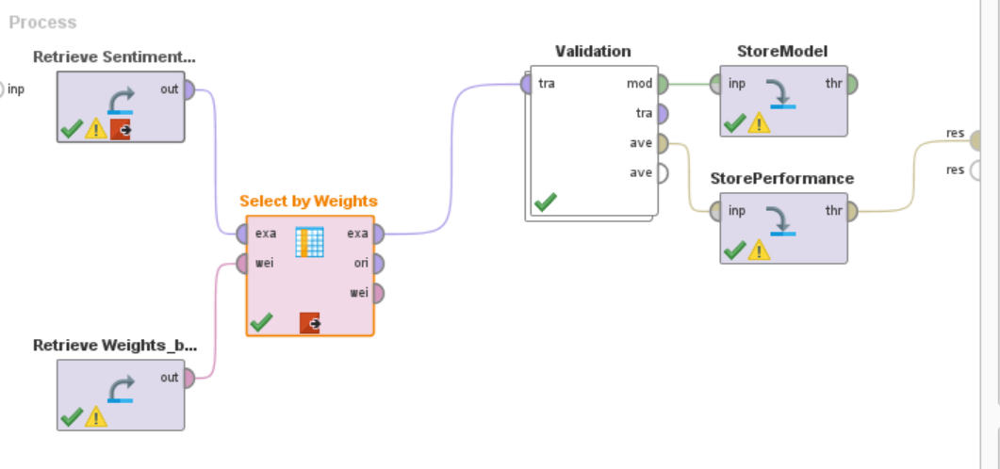 Process
Retrieve Sentiment...
inp
out
Select by Weights
exa
exa
wei
ori
wei
Retrieve Weights_b...
out
Validation
tra
mod
tra
ave
ave
StoreModel
inp
thr
StorePerformance
inp
thr
res
res